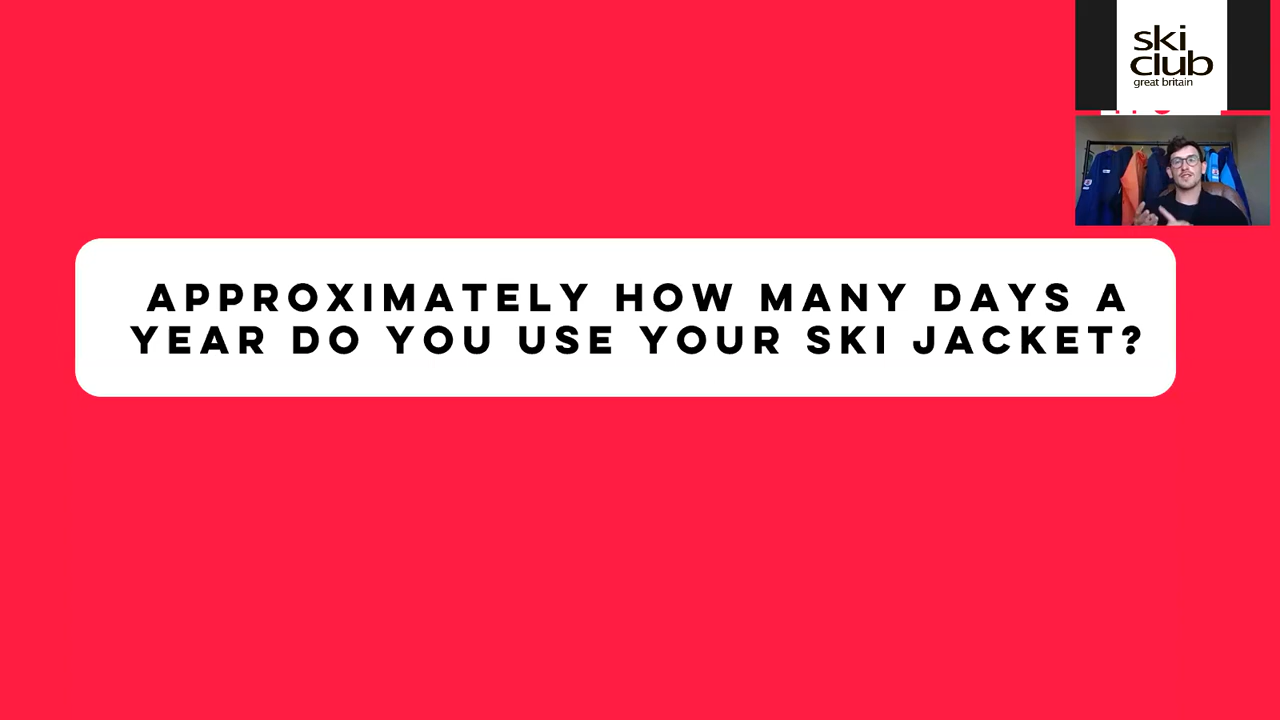 ski
club
great britain
APPROXIMATELY HOW MANY DAYS A
YEAR DO YOU USE YOUR SKI JACKET?